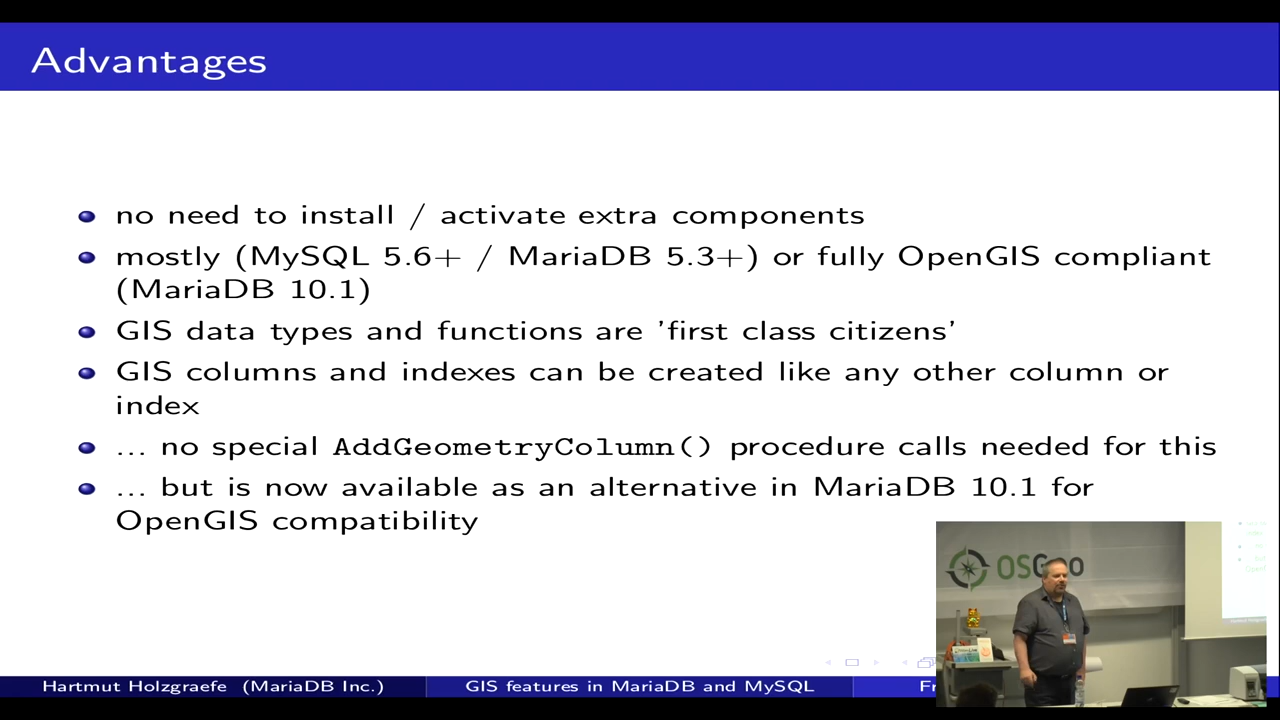 Advantages
no need to install / activate extra components
mostly (MySQL 5.6+ / MariaDB 5.3+) or fully OpenGIS compliant
(MariaDB 10.1)
GIS data types and functions are 'first class citizens'
GIS columns and indexes can be created like any other column or
index
... no special AddGeometryColumn() procedure calls needed for this
... but is now available as an alternative in MariaDB 10.1 for
OpenGIS compatibility
OSGeo
Hartmut Holzgraefe (MariaDB Inc.)
GIS features in MariaDB and MySQL